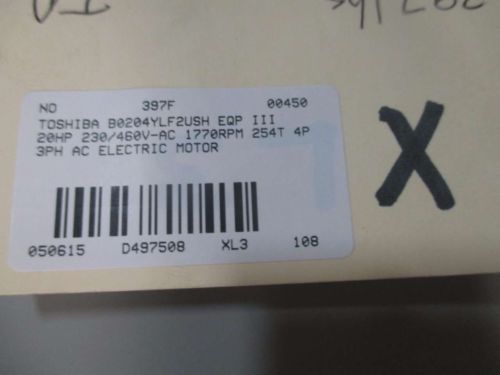 NO 397F 00450
TOSHIBA B0204YLF2USH EQP III
20HP 230/460V-AC 1770RPM 254T 4P
3PH AC ELECTRIC MOTOR
050615 D497508 XL3 108
X